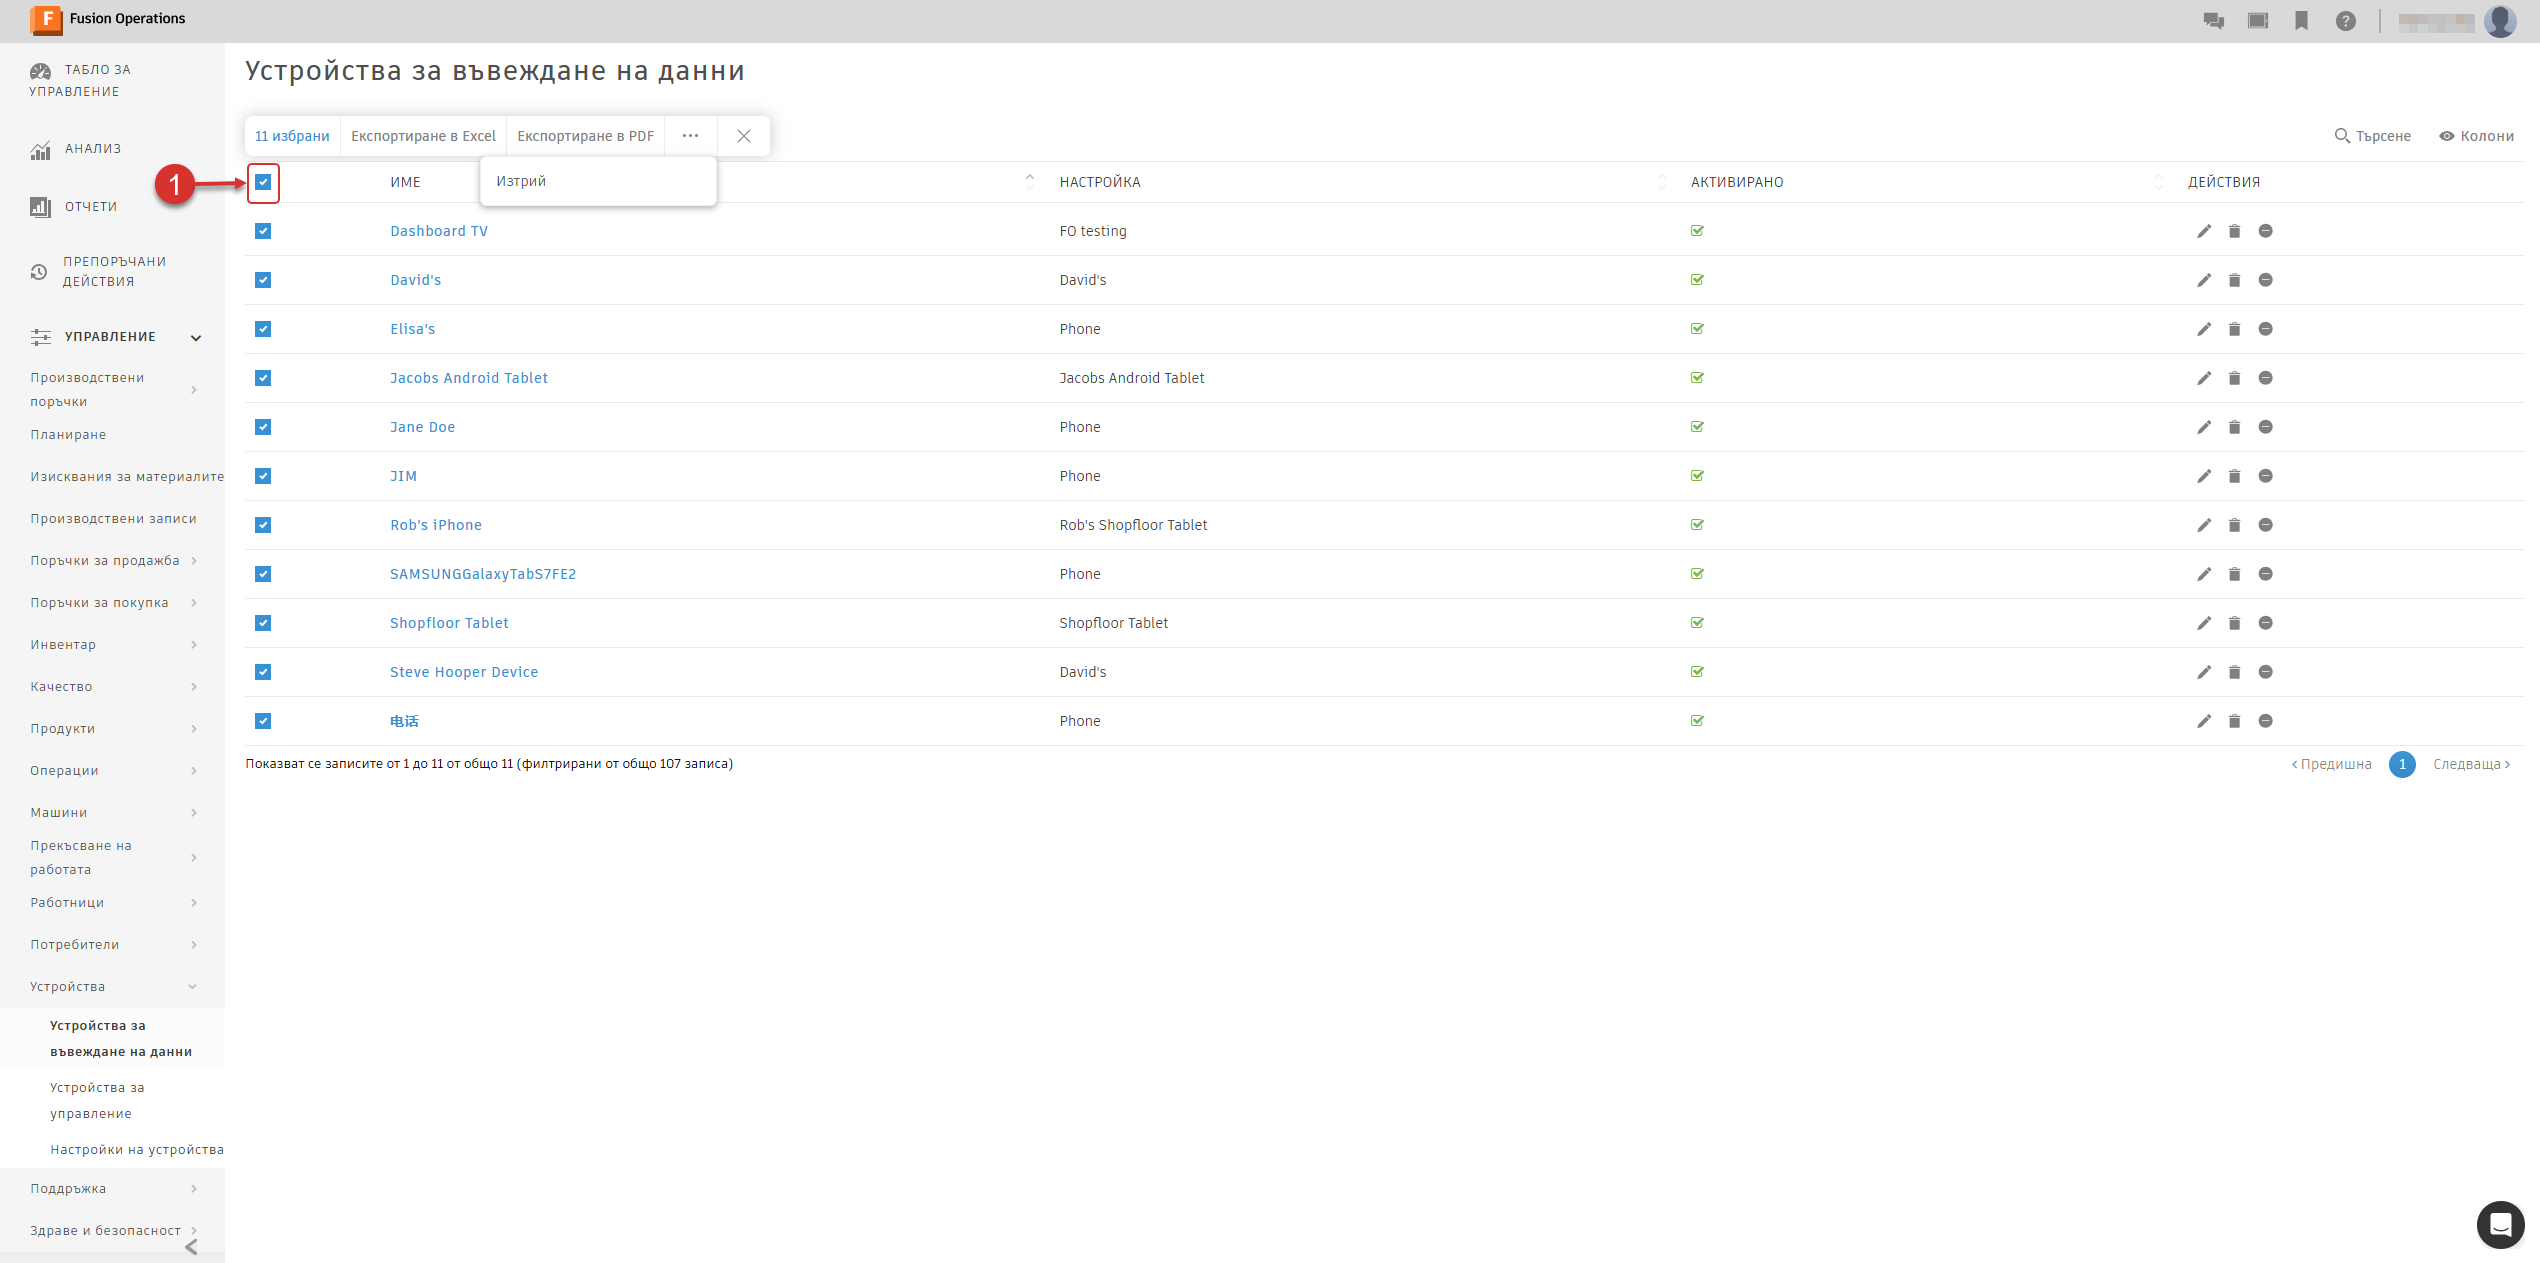 Fusion Operations
ТАБЛО ЗА
УПРАВЛЕНИЕ
АНАЛИЗ
ОТЧЕТИ
ПРЕПОРЪЧАНИ
ДЕЙСТВИЯ
УПРАВЛЕНИЕ
Производствени
поръчки
Планиране
Изисквания за материалите
Производствени записи
Поръчки за продажба
Поръчки за покупка
Инвентар
Качество
Продукти
Операции
Машини
Прекъсване на
работата
Работници
Потребители
Устройства
Устройства за
въвеждане на данни
Устройства за
управление
Настройки на устройства
Поддръжка
Здраве и безопасност
Устройства за въвеждане на данни
11 избрани Експортиране в Excel Експортиране в PDF
Търсене Колони
Изтрий
1
ИМЕ НАСТРОЙКА АКТИВИРАНО ДЕЙСТВИЯ
Dashboard TV FO testing
David's David's
Elisa's Phone
Jacobs Android Tablet Jacobs Android Tablet
Jane Doe Phone
JIM Phone
Rob's iPhone Rob's Shopfloor Tablet
SAMSUNGGalaxyTabS7FE2 Phone
Shopfloor Tablet Shopfloor Tablet
Steve Hooper Device David's
电话 Phone
Показват се записите от 1 до 11 от общо 11 (филтрирани от общо 107 записа)
Предишна 1 Следваща